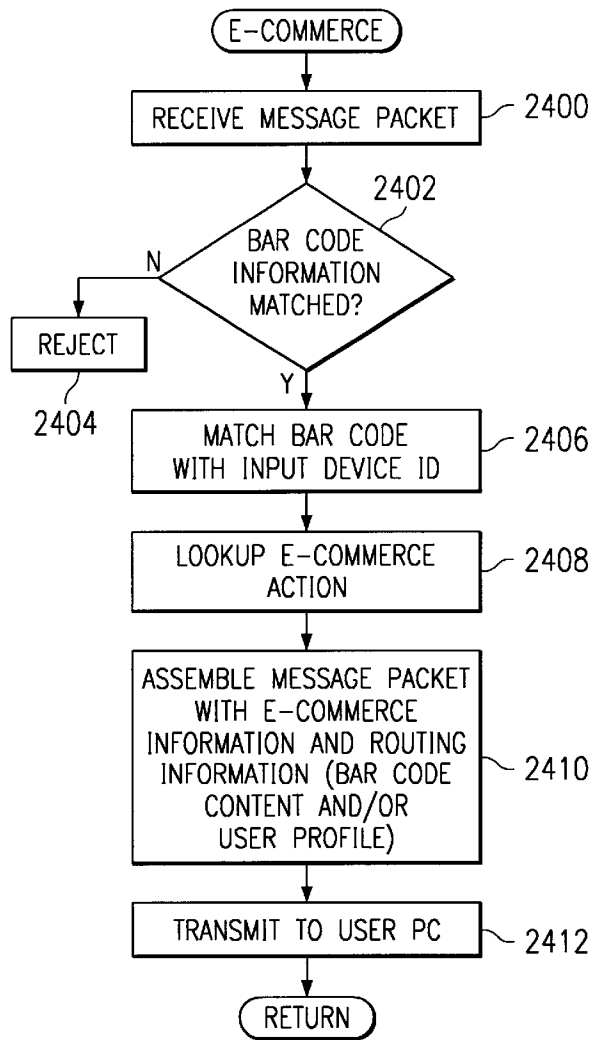 E-COMMERCE
RECEIVE MESSAGE PACKET
2400
2402
BAR CODE
INFORMATION
MATCHED?
N
REJECT
2404
Y
MATCH BAR CODE
WITH INPUT DEVICE ID
2406
LOOKUP E-COMMERCE
ACTION
2408
ASSEMBLE MESSAGE PACKET
WITH E-COMMERCE
INFORMATION AND ROUTING
INFORMATION (BAR CODE
CONTENT AND/OR
USER PROFILE)
2410
TRANSMIT TO USER PC
2412
RETURN